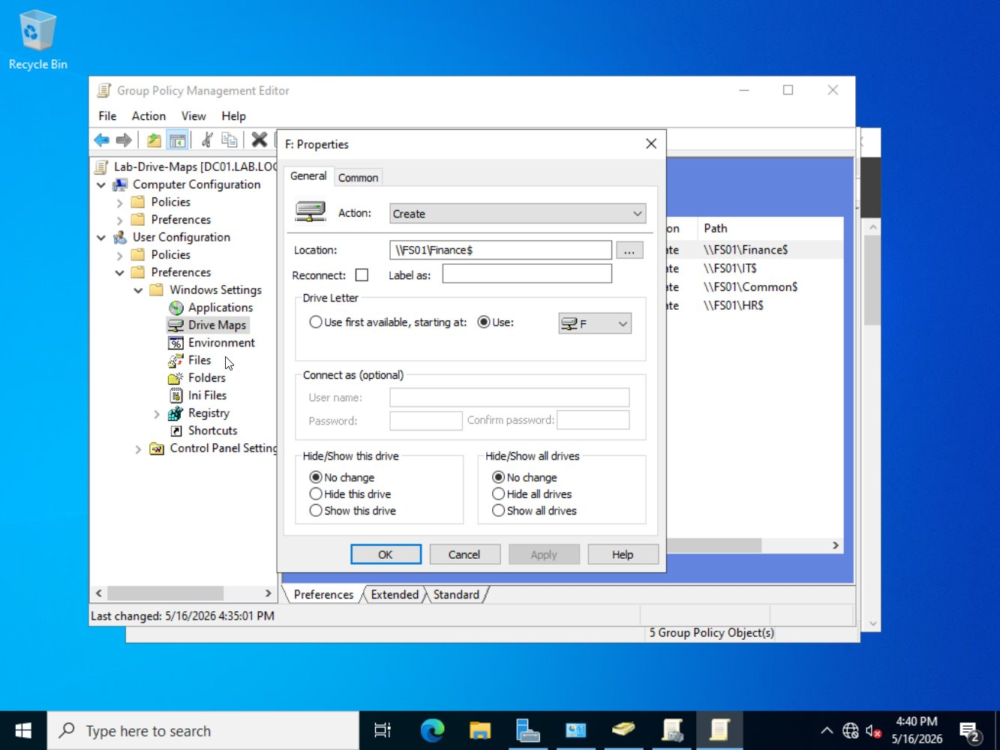 Recycle Bin
Group Policy Management Editor
File Action View Help
F: Properties
Lab-Drive-Maps [DC01.LAB.LOC
Computer Configuration
Policies
Preferences
User Configuration
Policies
Preferences
Windows Settings
Applications
Drive Maps
Environment
Files
Folders
Ini Files
Registry
Shortcuts
Control Panel Setting
General Common
Action: Create
Location: \\FS01\Finance$ ...
Reconnect: Label as:
Drive Letter
Use first available, starting at: Use: F
Connect as (optional)
User name:
Password: Confirm password:
Hide/Show this drive
No change
Hide this drive
Show this drive
Hide/Show all drives
No change
Hide all drives
Show all drives
OK Cancel Apply Help
on Path
ate \\FS01\Finance$
ate \\FS01\IT$
ate \\FS01\Common$
ate \\FS01\HR$
Preferences Extended Standard
Last changed: 5/16/2026 4:35:01 PM
5 Group Policy Object(s)
Type here to search
4:40 PM
5/16/2026
2